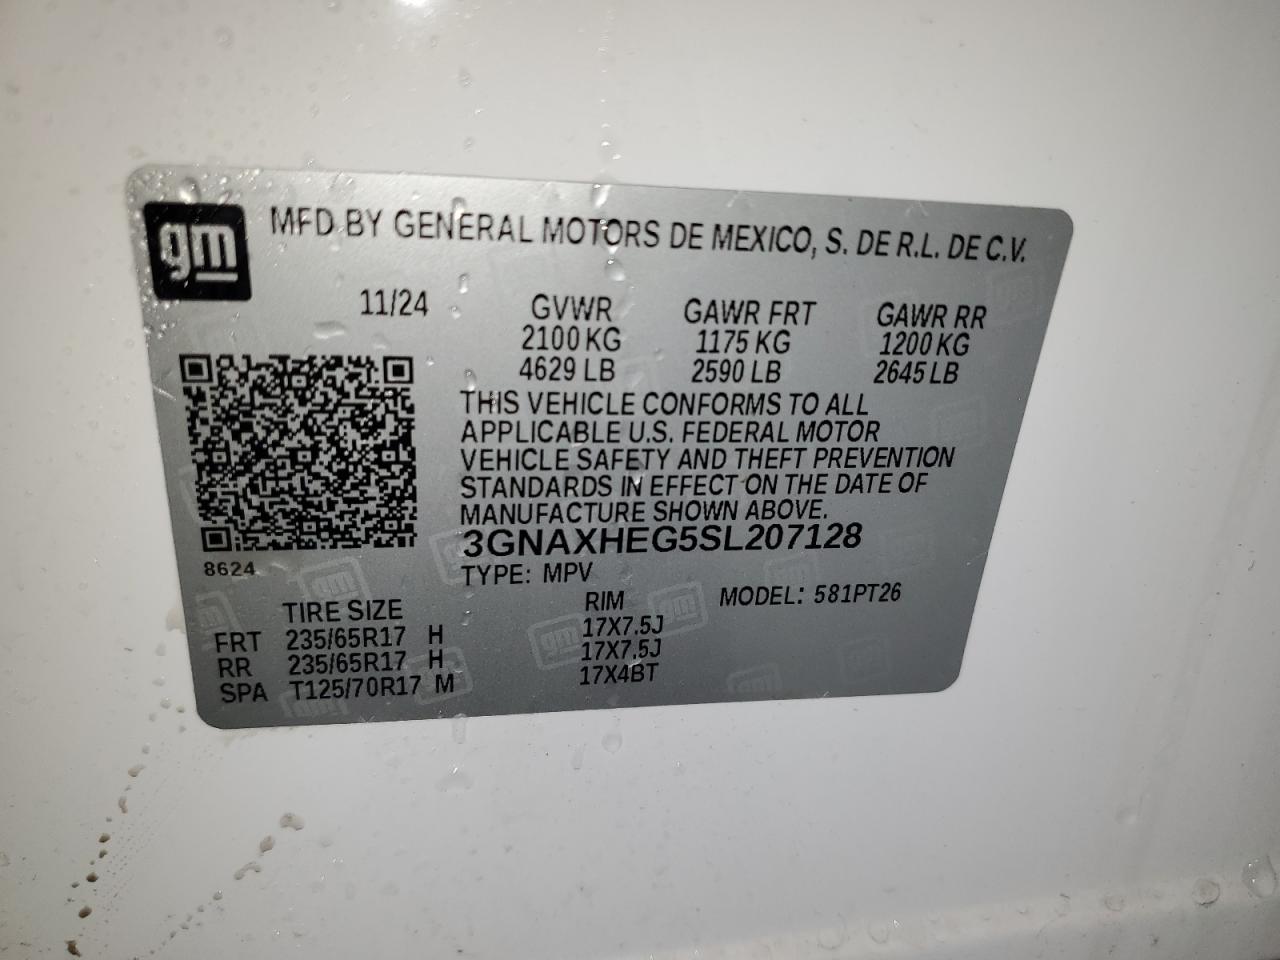 gm
MFD BY GENERAL MOTORS DE MEXICO, S. DE R.L. DE C.V.
11/24 GVWR GAWR FRT GAWR RR
2100 KG 1175 KG 1200 KG
4629 LB 2590 LB 2645 LB
THIS VEHICLE CONFORMS TO ALL
APPLICABLE U.S. FEDERAL MOTOR
VEHICLE SAFETY AND THEFT PREVENTION
STANDARDS IN EFFECT ON THE DATE OF
MANUFACTURE SHOWN ABOVE.
3GNAXHEG5SL207128
8624
TYPE: MPV
TIRE SIZE RIM MODEL: 581PT26
FRT 235/65R17 H 17X7.5J
RR 235/65R17 H 17X7.5J
SPA T125/70R17 M 17X4BT